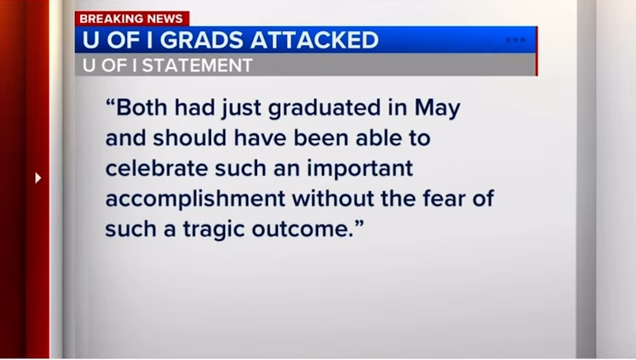 BREAKING NEWS
U OF I GRADS ATTACKED
U OF I STATEMENT
“Both had just graduated in May
and should have been able to
celebrate such an important
accomplishment without the fear of
such a tragic outcome.”